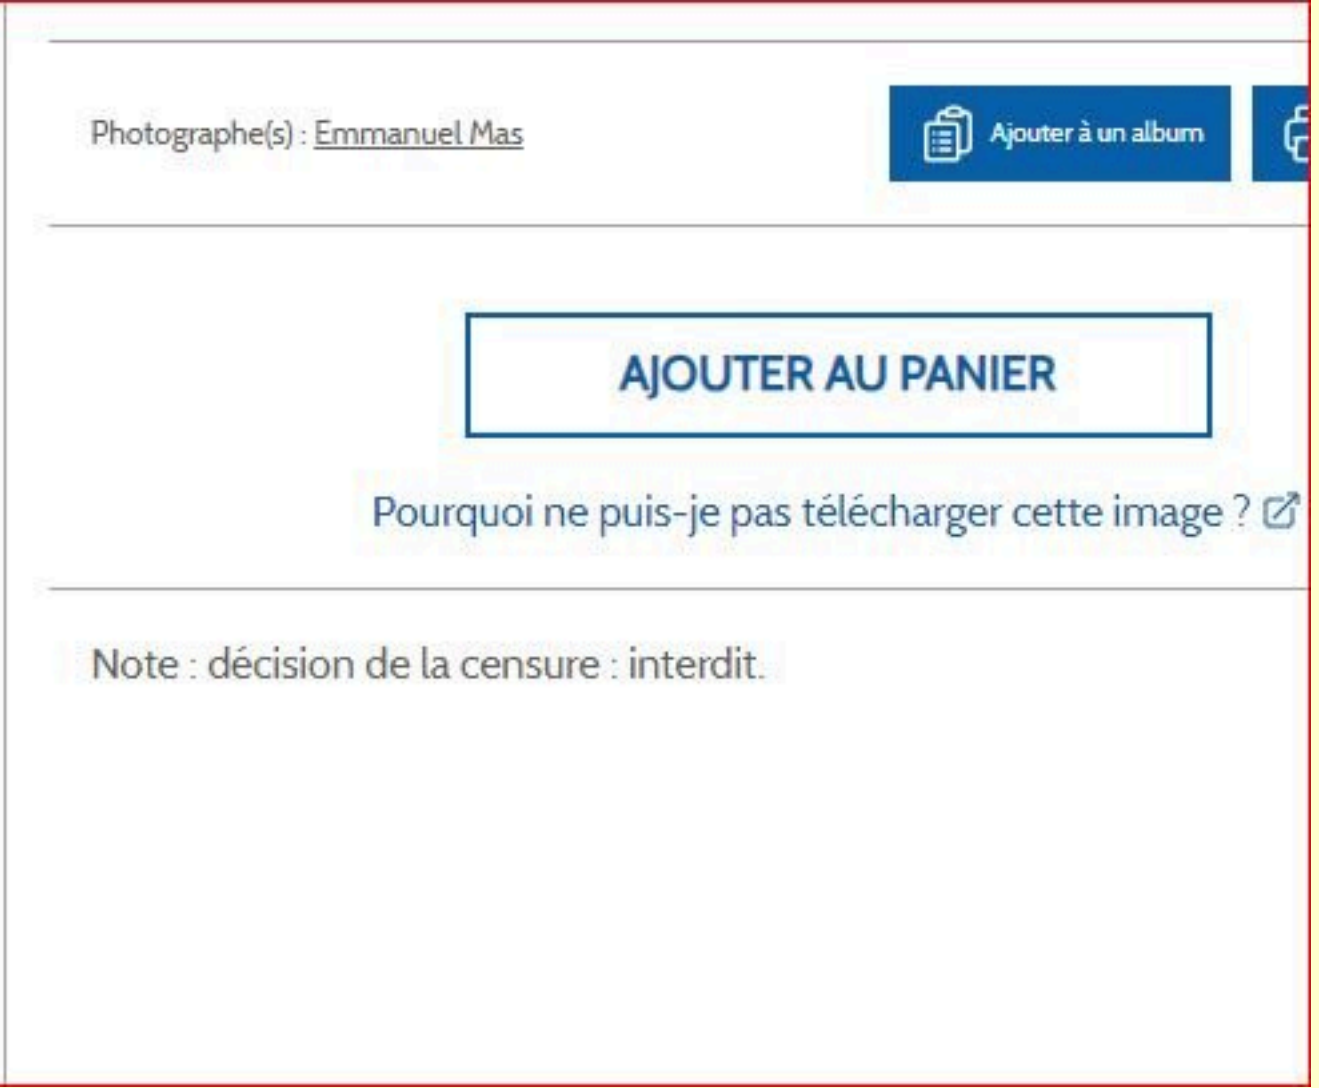 Photographe(s) : Emmanuel Mas
Ajouter à un album
AJOUTER AU PANIER
Pourquoi ne puis-je pas télécharger cette image ?
Note : décision de la censure : interdit.